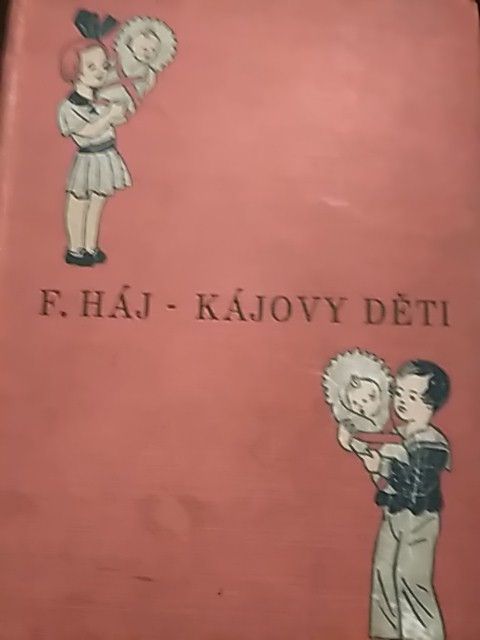 F. HÁJ - KÁJOVY DĚTI